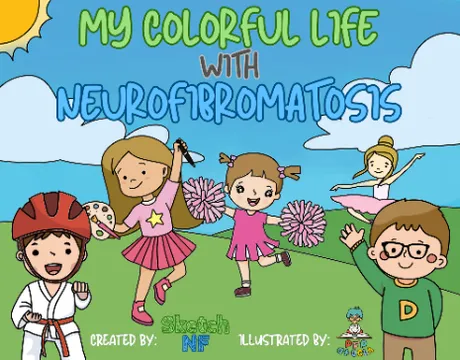 MY COLORFUL LIFE
WITH
NEUROFIBROMATOSIS
D
CREATED BY: Sketch NF ILLUSTRATED BY: